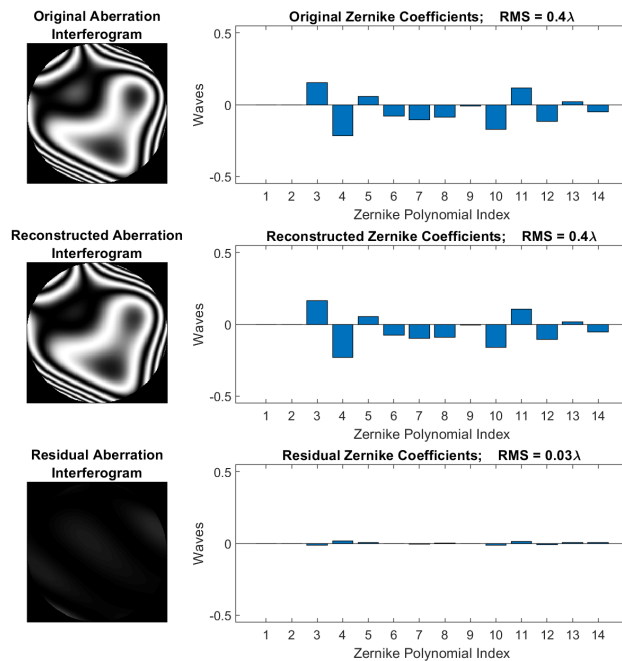 Original Aberration
Interferogram
Original Zernike Coefficients; RMS = 0.4λ
0.5
0
-0.5
Waves
1 2 3 4 5 6 7 8 9 10 11 12 13 14
Zernike Polynomial Index
Reconstructed Aberration
Interferogram
Reconstructed Zernike Coefficients; RMS = 0.4λ
0.5
0
-0.5
Waves
1 2 3 4 5 6 7 8 9 10 11 12 13 14
Zernike Polynomial Index
Residual Aberration
Interferogram
Residual Zernike Coefficients; RMS = 0.03λ
0.5
0
-0.5
Waves
1 2 3 4 5 6 7 8 9 10 11 12 13 14
Zernike Polynomial Index